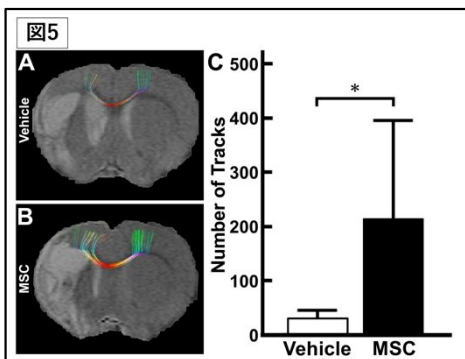 図5
A
Vehicle
B
MSC
C
Number of Tracks
500
400
300
200
100
0
*
Vehicle MSC